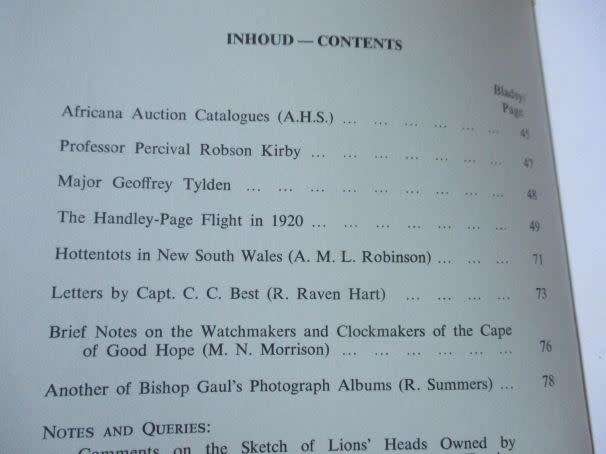 INHOUD — CONTENTS
Bladsy
Page
Africana Auction Catalogues (A.H.S.) ... ... ... ... ... ... 45
Professor Percival Robson Kirby ... ... ... ... ... ... ... 47
Major Geoffrey Tylden ... ... ... ... ... ... ... ... ... 48
The Handley-Page Flight in 1920 ... ... ... ... ... ... ... 49
Hottentots in New South Wales (A. M. L. Robinson) ... ... ... 71
Letters by Capt. C. C. Best (R. Raven Hart) ... ... ... ... 73
Brief Notes on the Watchmakers and Clockmakers of the Cape
of Good Hope (M. N. Morrison) ... ... ... ... ... ... 76
Another of Bishop Gaul's Photograph Albums (R. Summers) ... 78
NOTES AND QUERIES:
Comments on the Sketch of Lions' Heads Owned by